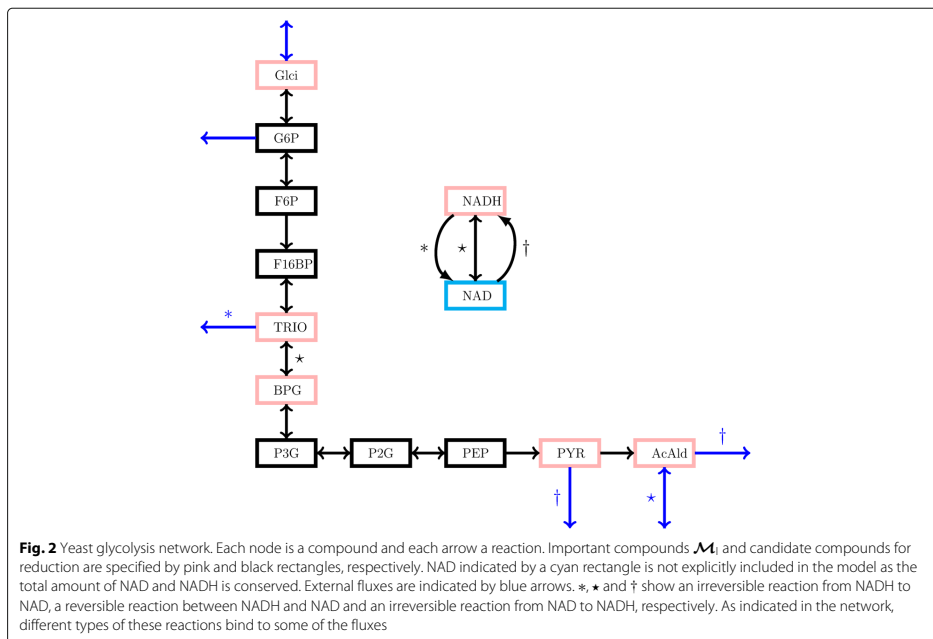 Glci
G6P
F6P
NADH
* ⋆ †
F16BP
NAD
*
TRIO
⋆
BPG
†
P3G P2G PEP PYR AcAld
† ⋆
Fig. 2 Yeast glycolysis network. Each node is a compound and each arrow a reaction. Important compounds 𝓜ₗ and candidate compounds for
reduction are specified by pink and black rectangles, respectively. NAD indicated by a cyan rectangle is not explicitly included in the model as the
total amount of NAD and NADH is conserved. External fluxes are indicated by blue arrows. *, ⋆ and † show an irreversible reaction from NADH to
NAD, a reversible reaction between NADH and NAD and an irreversible reaction from NAD to NADH, respectively. As indicated in the network,
different types of these reactions bind to some of the fluxes